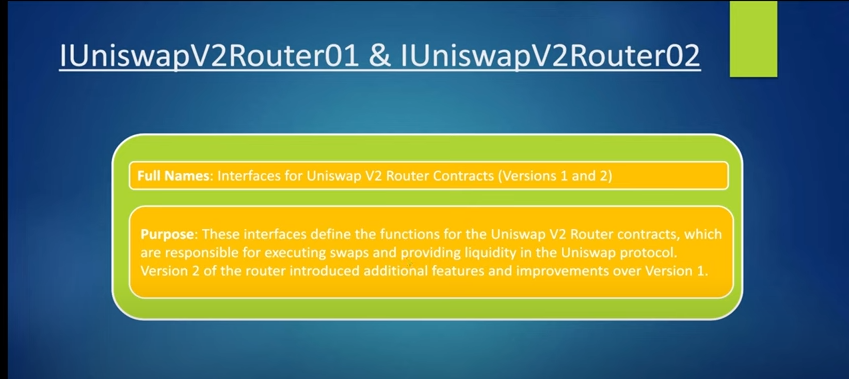 IUniswapV2Router01 & IUniswapV2Router02
Full Names: Interfaces for Uniswap V2 Router Contracts (Versions 1 and 2)
Purpose: These interfaces define the functions for the Uniswap V2 Router contracts, which
are responsible for executing swaps and providing liquidity in the Uniswap protocol.
Version 2 of the router introduced additional features and improvements over Version 1.